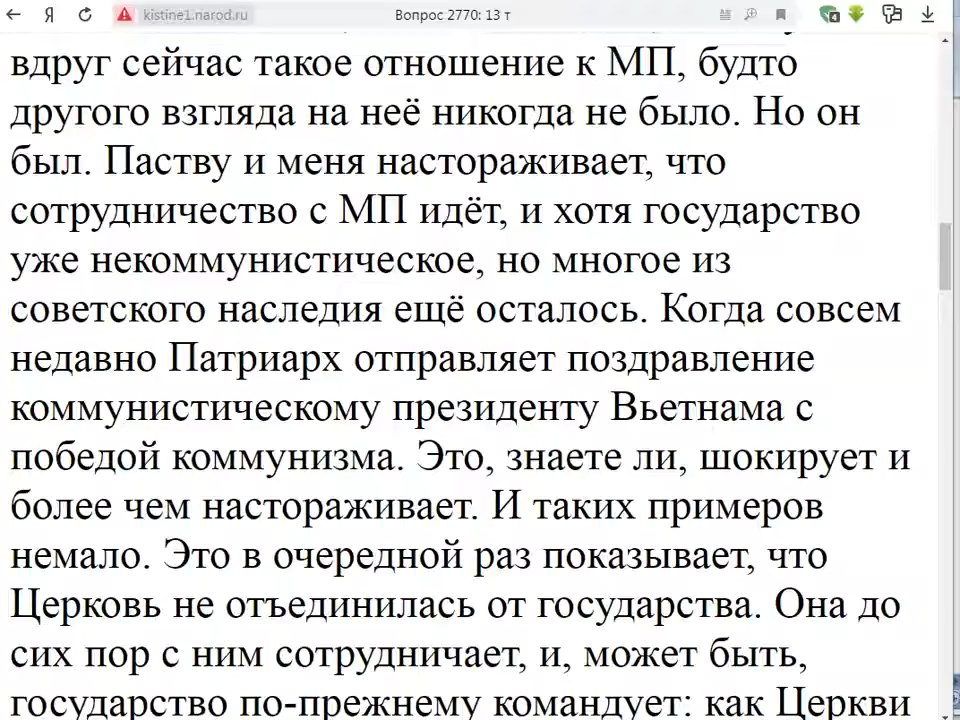 kistine1.narod.ru
Вопрос 2770: 13 т
4
вдруг сейчас такое отношение к МП, будто
другого взгляда на неё никогда не было. Но он
был. Паству и меня настораживает, что
сотрудничество с МП идёт, и хотя государство
уже некоммунистическое, но многое из
советского наследия ещё осталось. Когда совсем
недавно Патриарх отправляет поздравление
коммунистическому президенту Вьетнама с
победой коммунизма. Это, знаете ли, шокирует и
более чем настораживает. И таких примеров
немало. Это в очередной раз показывает, что
Церковь не отъединилась от государства. Она до
сих пор с ним сотрудничает, и, может быть,
государство по-прежнему командует: как Церкви